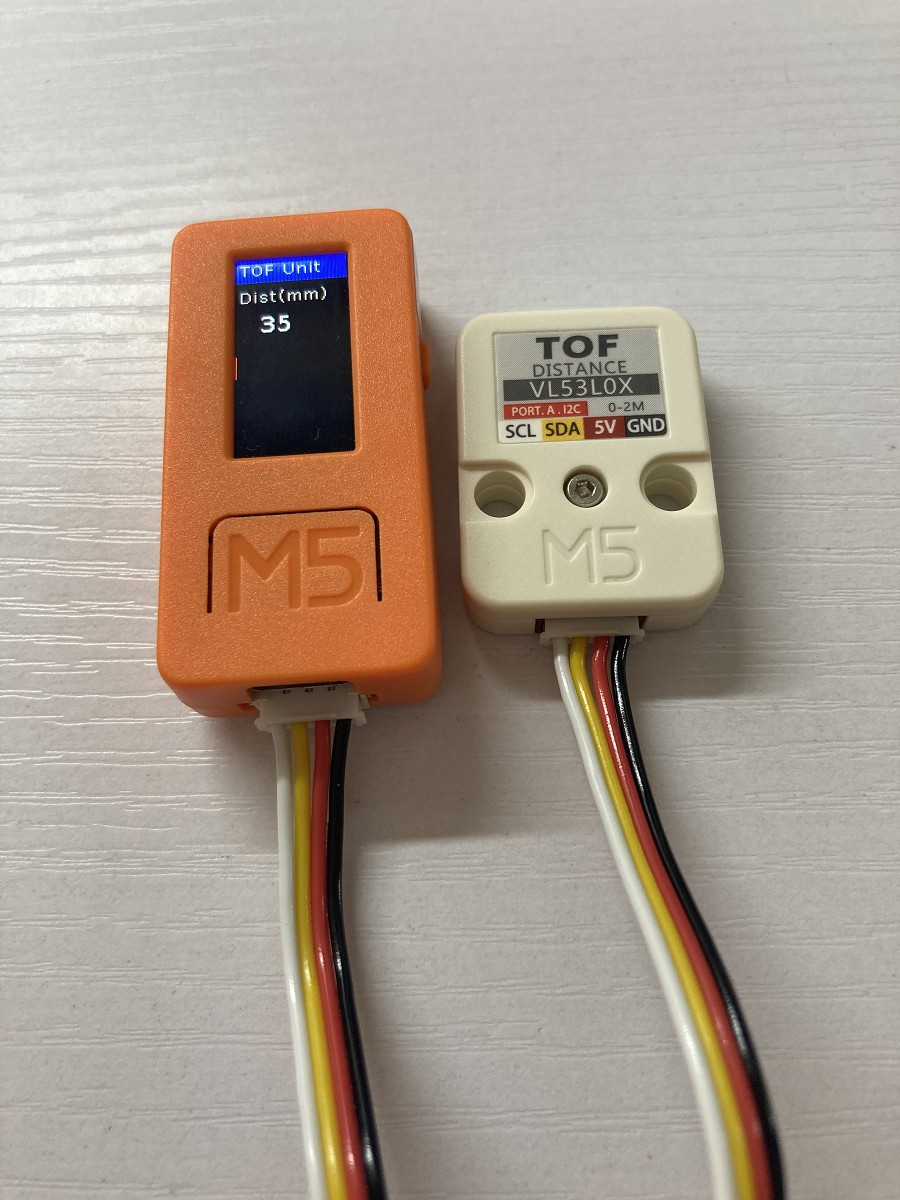 TOF Unit
Dist(mm)
35
M5
TOF
DISTANCE
VL53L0X
PORT. A . I2C 0-2M
SCL SDA 5V GND
M5